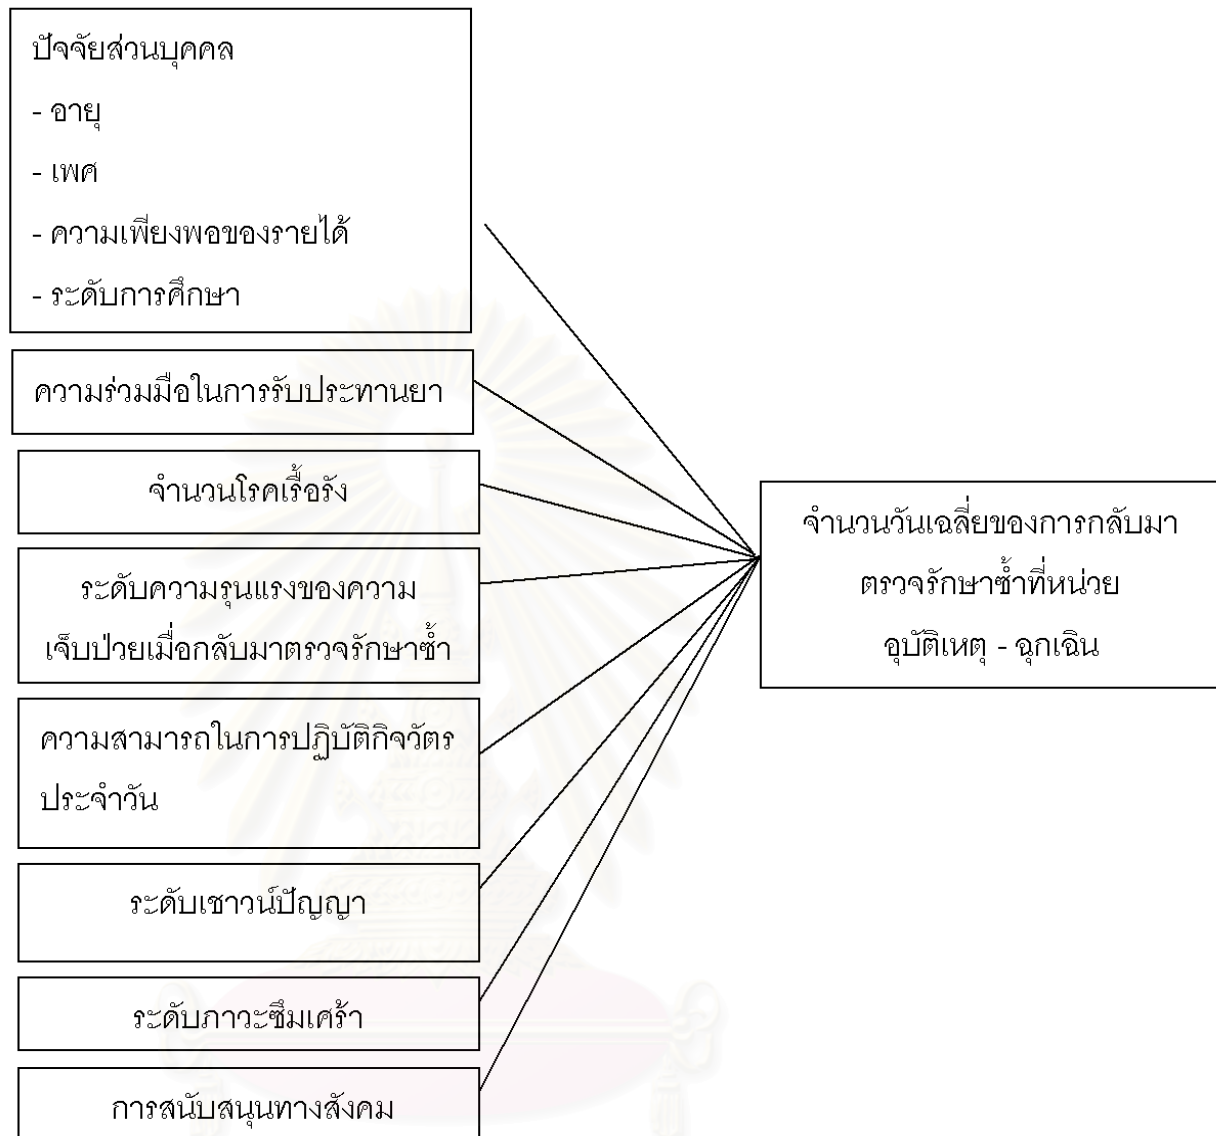 ปัจจัยส่วนบุคคล
- อายุ
- เพศ
- ความเพียงพอของรายได้
- ระดับการศึกษา
ความร่วมมือในการรับประทานยา
จำนวนโรคเรื้อรัง
ระดับความรุนแรงของความ
เจ็บป่วยเมื่อกลับมาตรวจรักษาซ้ำ
ความสามารถในการปฏิบัติกิจวัตร
ประจำวัน
ระดับเชาวน์ปัญญา
ระดับภาวะซึมเศร้า
การสนับสนุนทางสังคม
จำนวนวันเฉลี่ยของการกลับมา
ตรวจรักษาซ้ำที่หน่วย
อุบัติเหตุ - ฉุกเฉิน